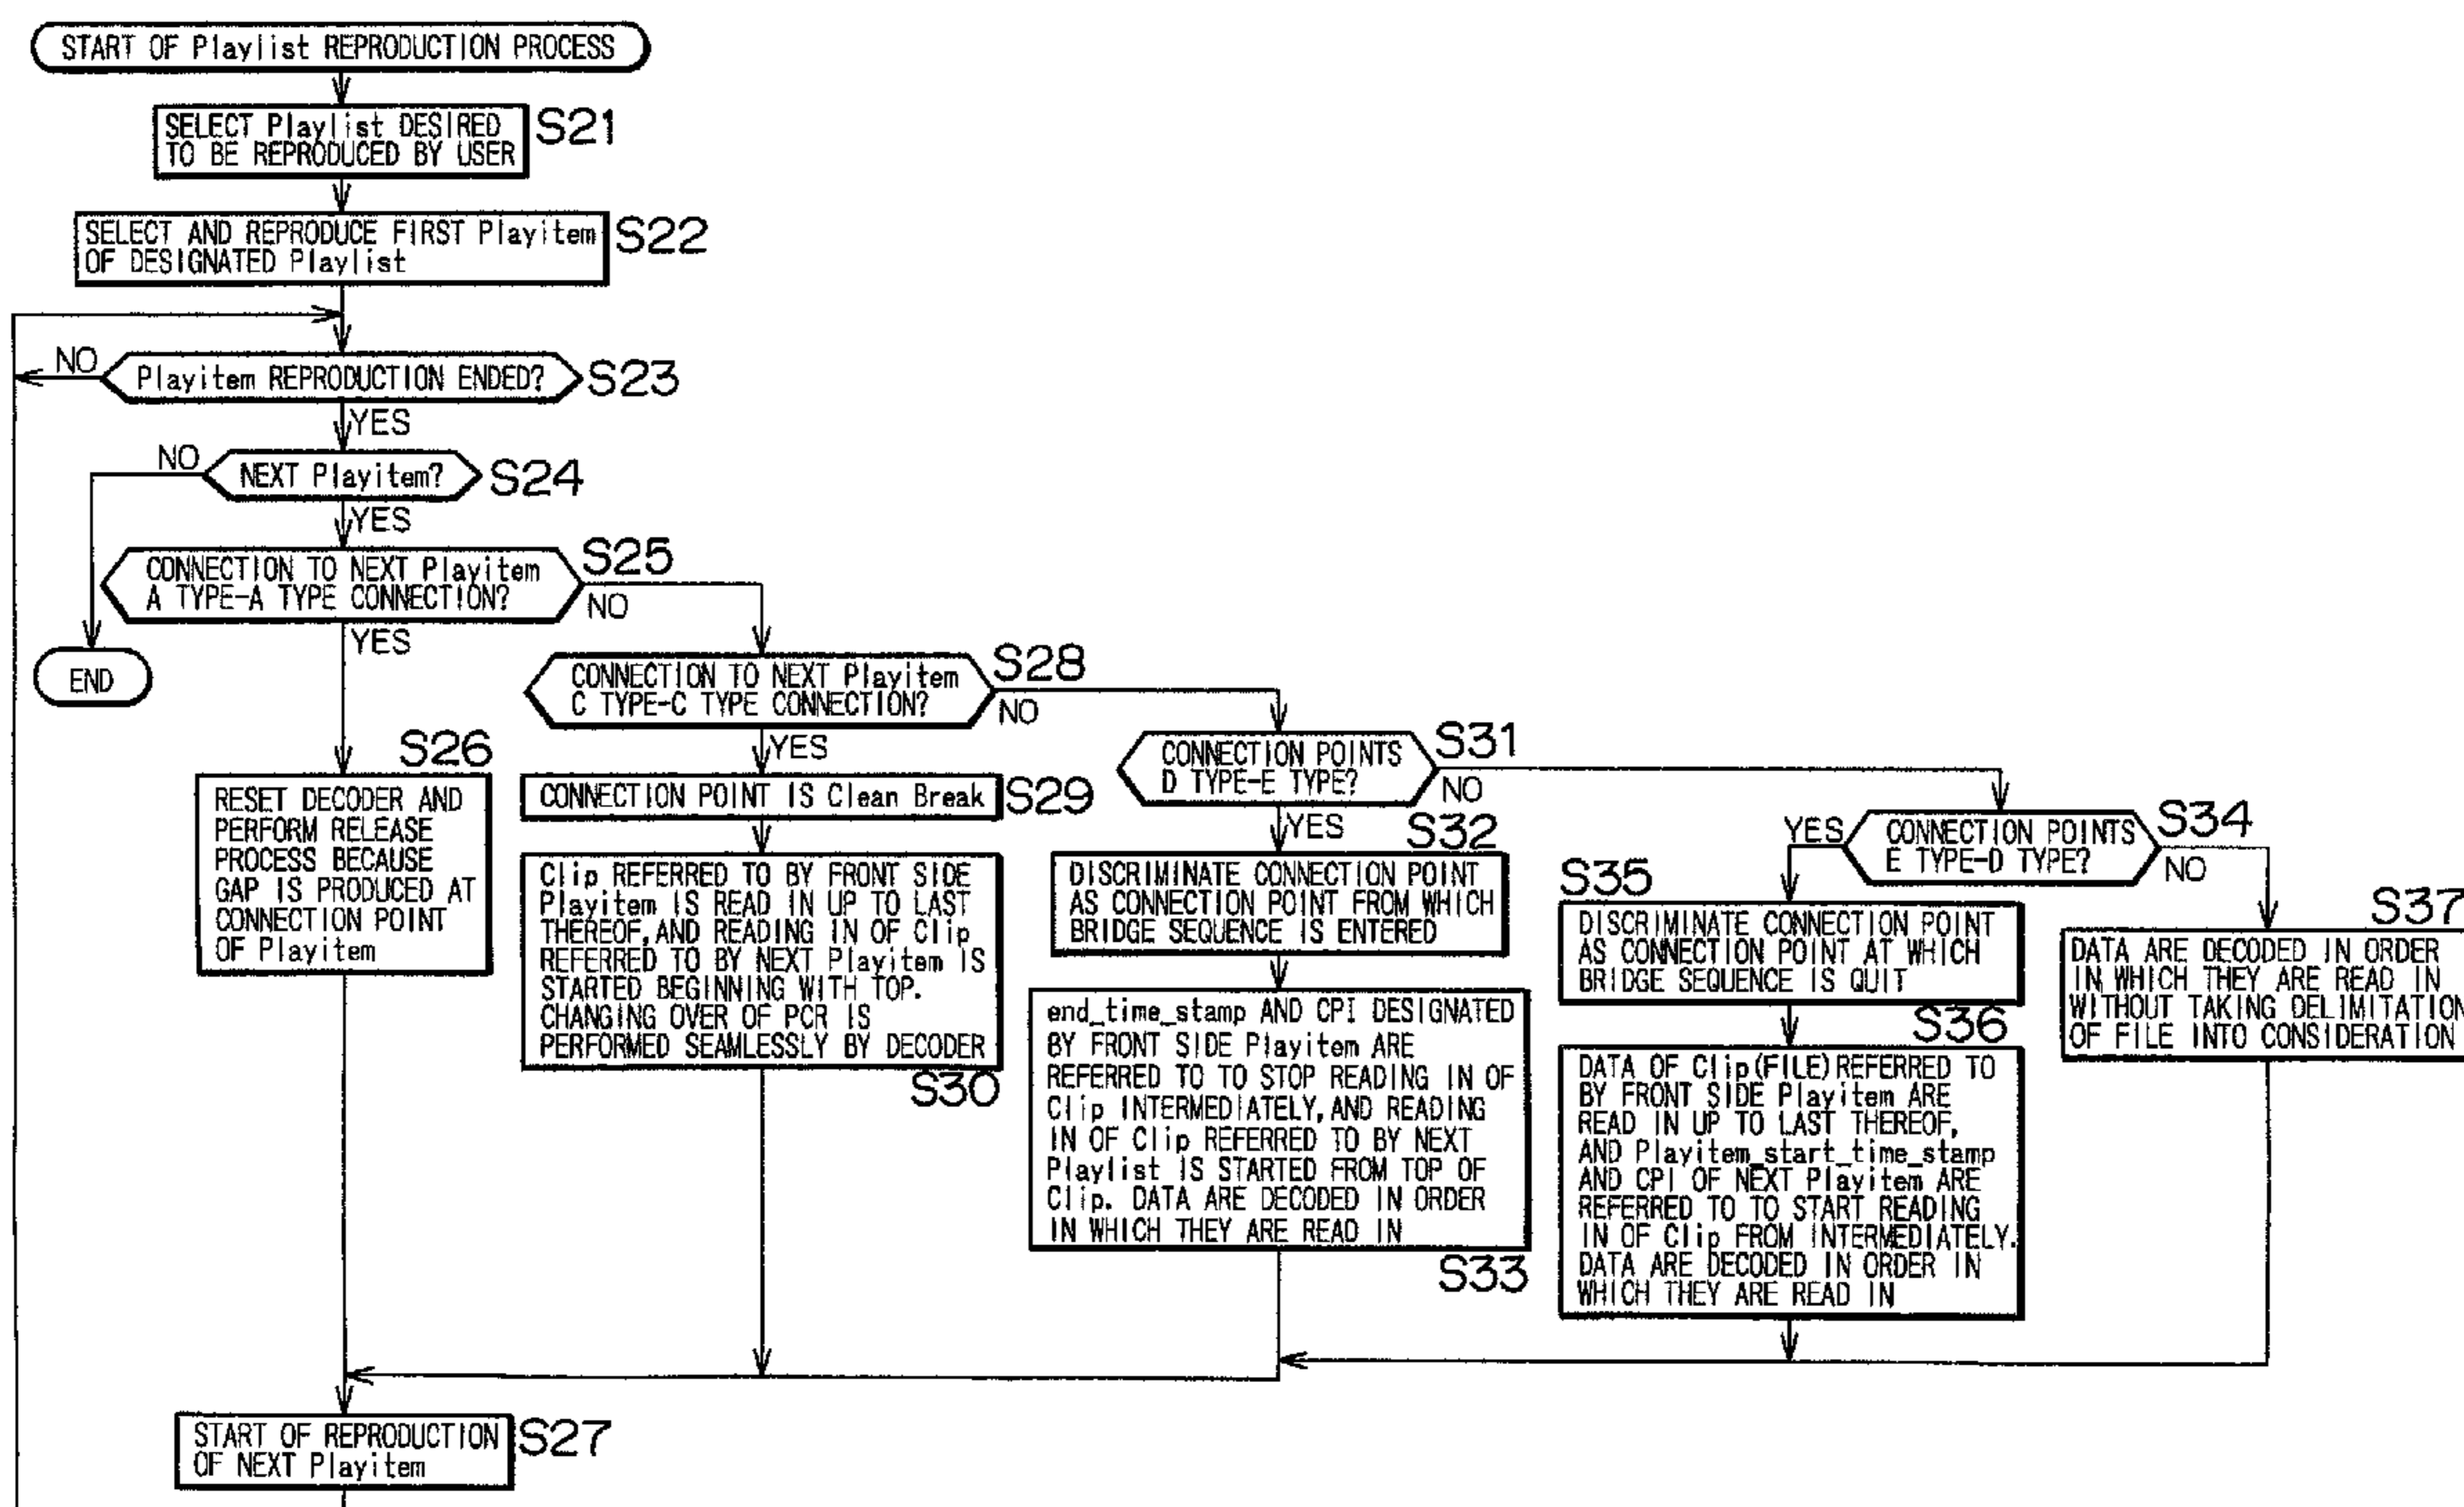 START OF Playlist REPRODUCTION PROCESS
SELECT Playlist DESIRED
TO BE REPRODUCED BY USER
S21
SELECT AND REPRODUCE FIRST Playitem
OF DESIGNATED Playlist
S22
NO
Playitem REPRODUCTION ENDED?
S23
YES
NO
NEXT Playitem?
S24
YES
CONNECTION TO NEXT Playitem
A TYPE-A TYPE CONNECTION?
S25
NO
YES
END
CONNECTION TO NEXT Playitem
C TYPE-C TYPE CONNECTION?
S28
NO
YES
S26
RESET DECODER AND
PERFORM RELEASE
PROCESS BECAUSE
GAP IS PRODUCED AT
CONNECTION POINT
OF Playitem
CONNECTION POINT IS Clean Break
S29
Clip REFERRED TO BY FRONT SIDE
Playitem IS READ IN UP TO LAST
THEREOF, AND READING IN OF Clip
REFERRED TO BY NEXT Playitem IS
STARTED BEGINNING WITH TOP.
CHANGING OVER OF PCR IS
PERFORMED SEAMLESSLY BY DECODER
S30
CONNECTION POINTS
D TYPE-E TYPE?
S31
NO
YES
S32
DISCRIMINATE CONNECTION POINT
AS CONNECTION POINT FROM WHICH
BRIDGE SEQUENCE IS ENTERED
end_time_stamp AND CPI DESIGNATED
BY FRONT SIDE Playitem ARE
REFERRED TO TO STOP READING IN OF
Clip INTERMEDIATELY, AND READING
IN OF Clip REFERRED TO BY NEXT
Playlist IS STARTED FROM TOP OF
Clip. DATA ARE DECODED IN ORDER
IN WHICH THEY ARE READ IN
S33
YES
CONNECTION POINTS
E TYPE-D TYPE?
S34
NO
S35
DISCRIMINATE CONNECTION POINT
AS CONNECTION POINT AT WHICH
BRIDGE SEQUENCE IS QUIT
S36
DATA OF Clip(FILE) REFERRED TO
BY FRONT SIDE Playitem ARE
READ IN UP TO LAST THEREOF,
AND Playitem_start_time_stamp
AND CPI OF NEXT Playitem ARE
REFERRED TO TO START READING
IN OF Clip FROM INTERMEDIATELY.
DATA ARE DECODED IN ORDER IN
WHICH THEY ARE READ IN
S37
DATA ARE DECODED IN ORDER
IN WHICH THEY ARE READ IN
WITHOUT TAKING DELIMITATION
OF FILE INTO CONSIDERATION
START OF REPRODUCTION
OF NEXT Playitem
S27